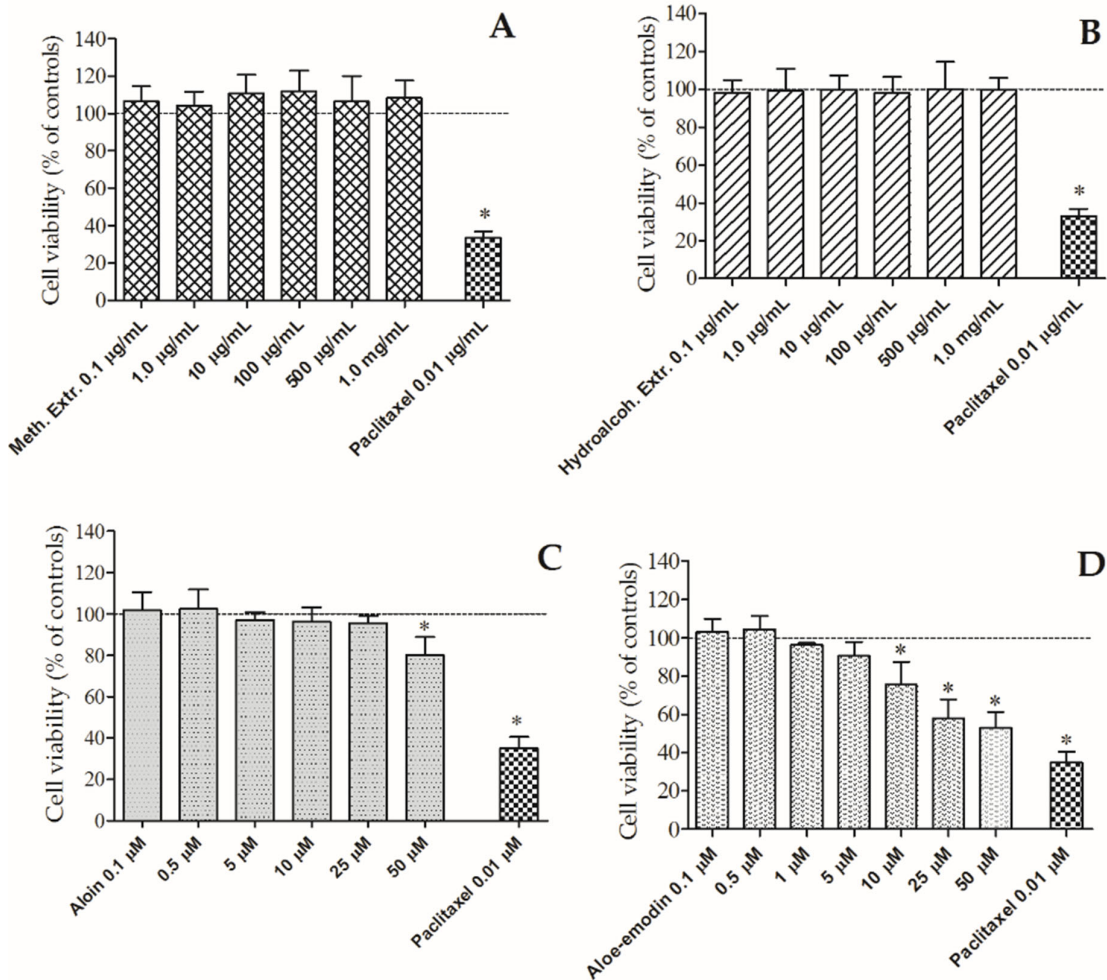 A
Cell viability (% of controls)
140
120
100
80
60
40
20
0
*
Meth. Extr. 0.1 µg/mL
1.0 µg/mL
10 µg/mL
100 µg/mL
500 µg/mL
1.0 mg/mL
Paclitaxel 0.01 µg/mL
B
Cell viability (% of controls)
140
120
100
80
60
40
20
0
*
Hydroalcoh. Extr. 0.1 µg/mL
1.0 µg/mL
10 µg/mL
100 µg/mL
500 µg/mL
1.0 mg/mL
Paclitaxel 0.01 µg/mL
C
Cell viability (% of controls)
140
120
100
80
60
40
20
0
*
*
Aloin 0.1 µM
0.5 µM
5 µM
10 µM
25 µM
50 µM
Paclitaxel 0.01 µM
D
Cell viability (% of controls)
140
120
100
80
60
40
20
0
*
*
*
*
Aloe-emodin 0.1 µM
0.5 µM
1 µM
5 µM
10 µM
25 µM
50 µM
Paclitaxel 0.01 µM